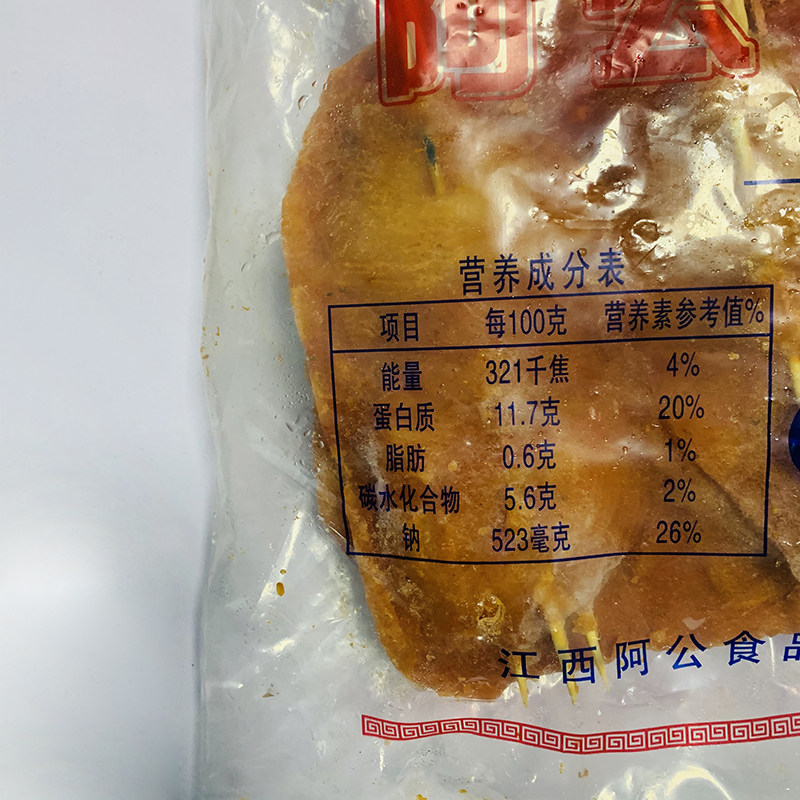 阿公
营养成分表
项目 每100克 营养素参考值%
能量 321千焦 4%
蛋白质 11.7克 20%
脂肪 0.6克 1%
碳水化合物 5.6克 2%
钠 523毫克 26%
江西阿公食品